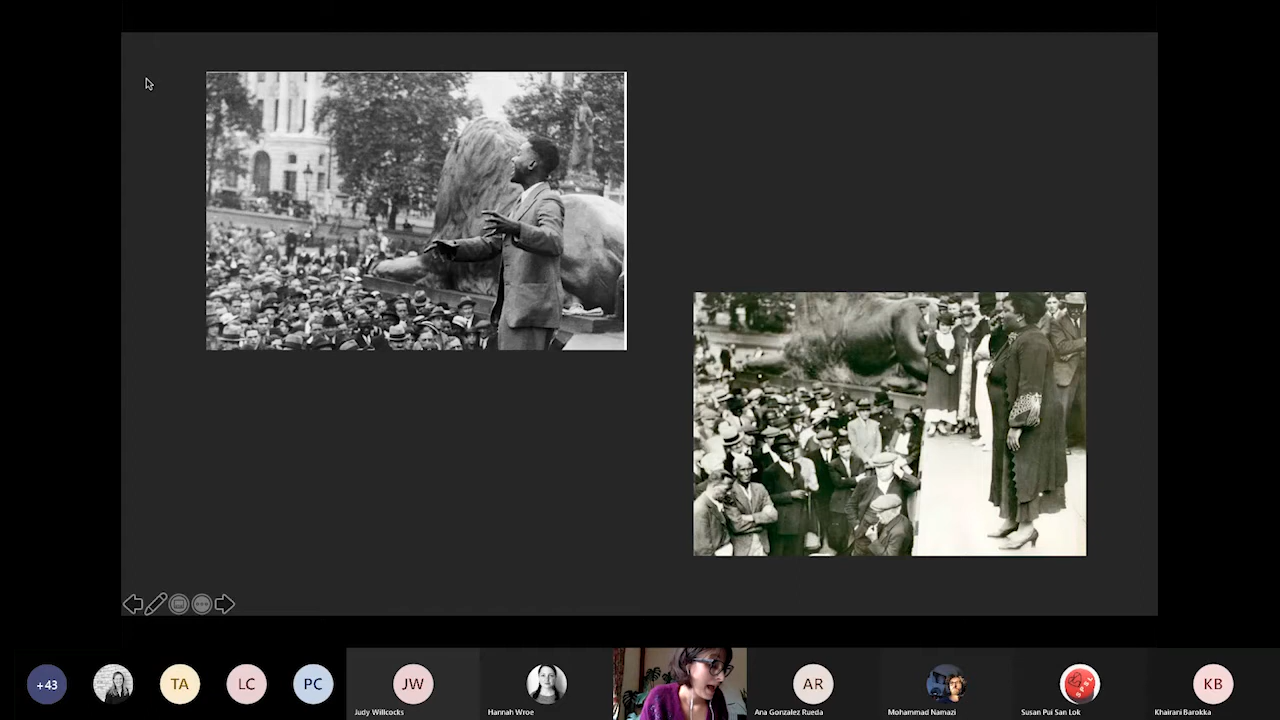 +43
TA
LC
PC
JW
AR
KB
Judy Willcocks
Hannah Wroe
Ana Gonzalez Rueda
Mohammad Namazi
Susan Pui San Lok
Khairani Barokka